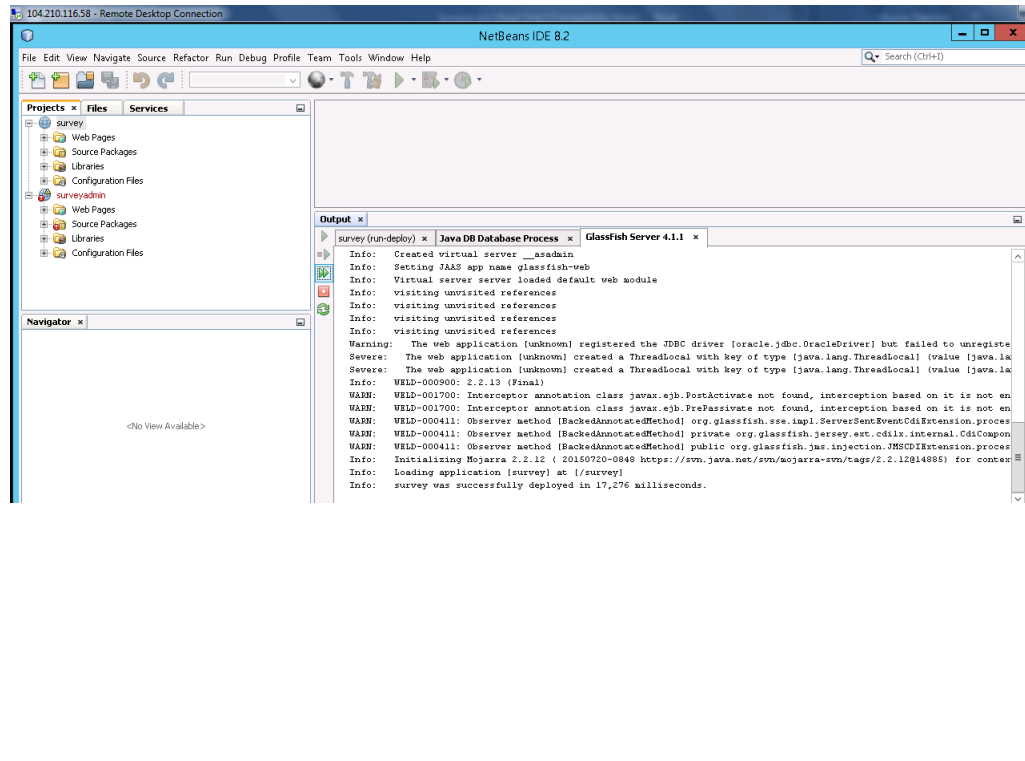 104.210.116.58 - Remote Desktop Connection
NetBeans IDE 8.2
File Edit View Navigate Source Refactor Run Debug Profile Team Tools Window Help
Search (Ctrl+I)
Projects
Files
Services
survey
Web Pages
Source Packages
Libraries
Configuration Files
surveyadmin
Web Pages
Source Packages
Libraries
Configuration Files
Navigator
<No View Available>
Output
survey (run-deploy)
Java DB Database Process
GlassFish Server 4.1.1
Info: Created virtual server __asadmin
Info: Setting JAAS app name glassfish-web
Info: Virtual server server loaded default web module
Info: visiting unvisited references
Info: visiting unvisited references
Info: visiting unvisited references
Info: visiting unvisited references
Warning: The web application [unknown] registered the JDBC driver [oracle.jdbc.OracleDriver] but failed to unregiste
Severe: The web application [unknown] created a ThreadLocal with key of type [java.lang.ThreadLocal] (value [java.la
Severe: The web application [unknown] created a ThreadLocal with key of type [java.lang.ThreadLocal] (value [java.la
Info: WELD-000900: 2.2.13 (Final)
WARN: WELD-001700: Interceptor annotation class javax.ejb.PostActivate not found, interception based on it is not en
WARN: WELD-001700: Interceptor annotation class javax.ejb.PrePassivate not found, interception based on it is not en
WARN: WELD-000411: Observer method [BackedAnnotatedMethod] org.glassfish.sse.impl.ServerSentEventCdiExtension.proces
WARN: WELD-000411: Observer method [BackedAnnotatedMethod] private org.glassfish.jersey.ext.cdi1x.internal.CdiCompon
WARN: WELD-000411: Observer method [BackedAnnotatedMethod] public org.glassfish.jms.injection.JMSCDIExtension.proces
Info: Initializing Mojarra 2.2.12 ( 20150720-0848 https://svn.java.net/svn/mojarra~svn/tags/2.2.12@14885) for contex
Info: Loading application [survey] at [/survey]
Info: survey was successfully deployed in 17,276 milliseconds.